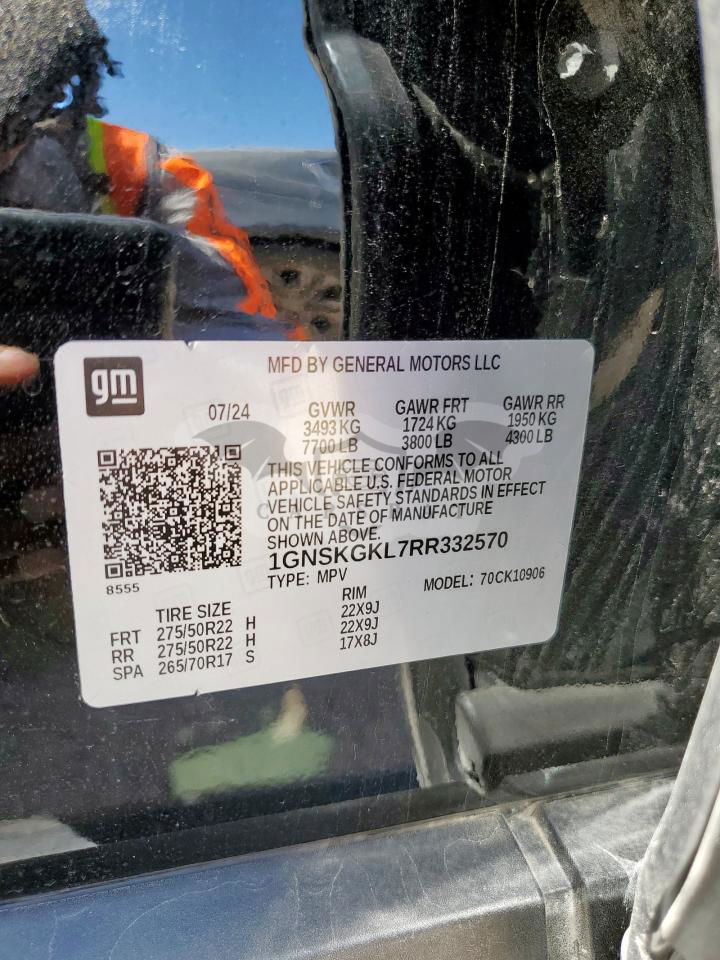 gm
MFD BY GENERAL MOTORS LLC
07/24 GVWR GAWR FRT GAWR RR
3493 KG 1724 KG 1950 KG
7700 LB 3800 LB 4300 LB
THIS VEHICLE CONFORMS TO ALL
APPLICABLE U.S. FEDERAL MOTOR
VEHICLE SAFETY STANDARDS IN EFFECT
ON THE DATE OF MANUFACTURE
SHOWN ABOVE.
1GNSKGKL7RR332570
8555
TYPE: MPV MODEL: 70CK10906
TIRE SIZE RIM
FRT 275/50R22 H 22X9J
RR 275/50R22 H 22X9J
SPA 265/70R17 S 17X8J